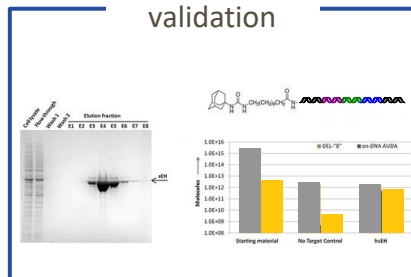 validation
Cell lysate
Flow through
Wash 1
Wash 2
Elution fraction
E1 E2 E3 E4 E5 E6 E7 E8
sEH
O
N
H
N
H
CH₂(CH₂)₉CH₂
O
N
H
DEL-"B"
on-DNA AUDA
Molecules
1.0E+16
1.0E+15
1.0E+14
1.0E+13
1.0E+12
1.0E+11
1.0E+10
1.0E+09
1.0E+08
Starting material No Target Control hsEH